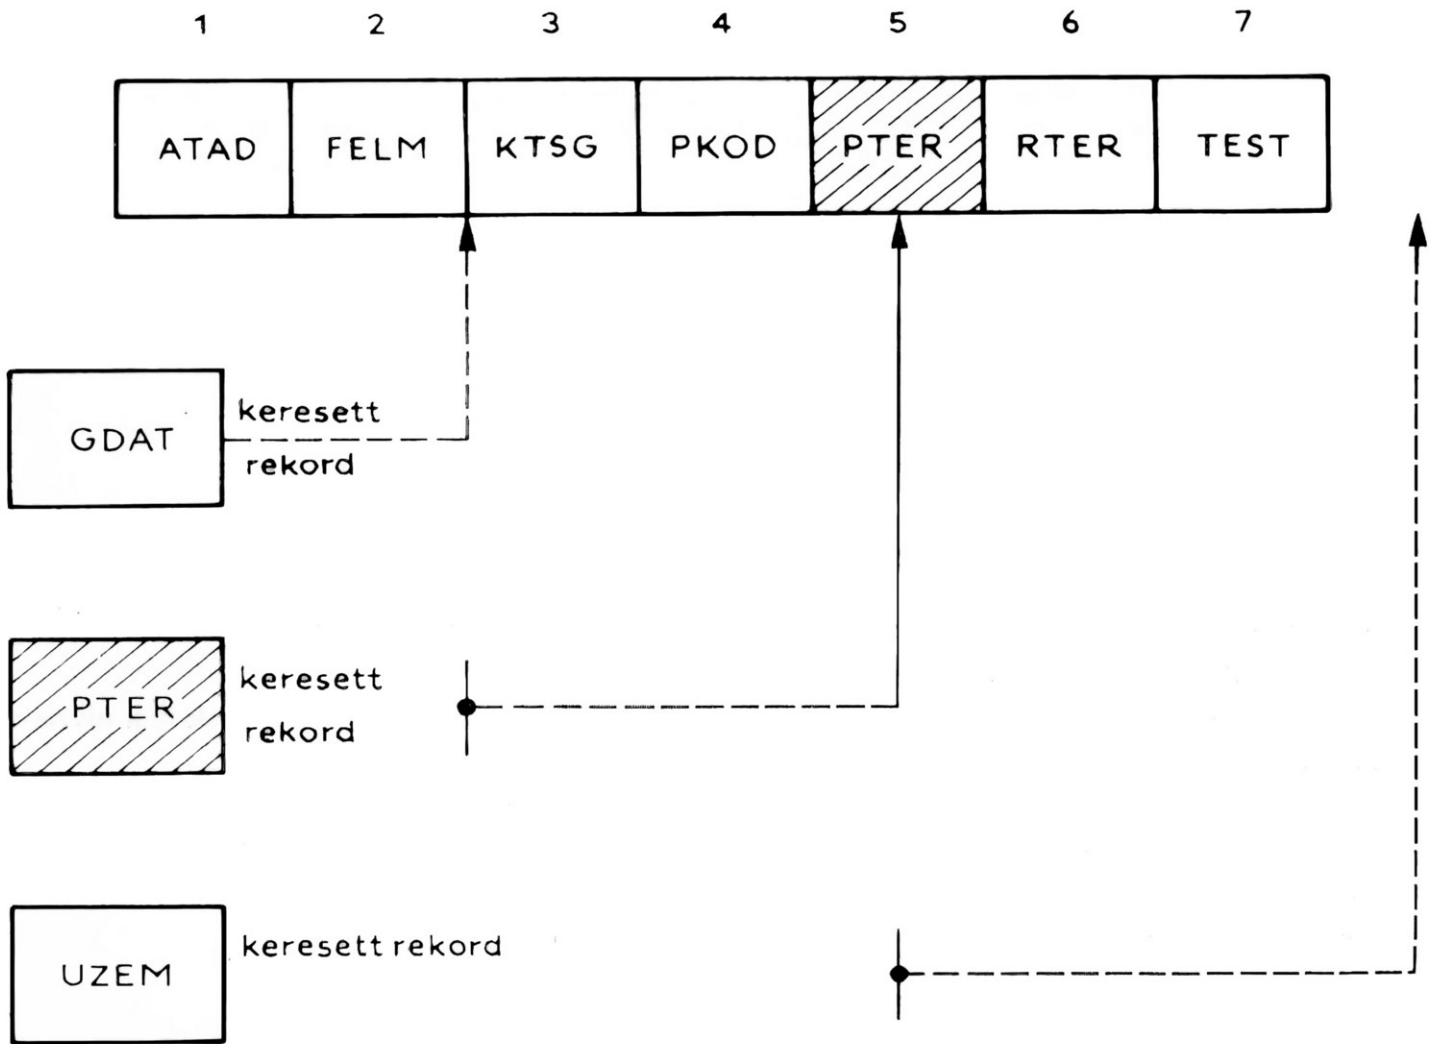 1 2 3 4 5 6 7
ATAD FELM KTSG PKOD PTER RTER TEST
GDAT
keresett
rekord
PTER
keresett
rekord
UZEM
keresett rekord